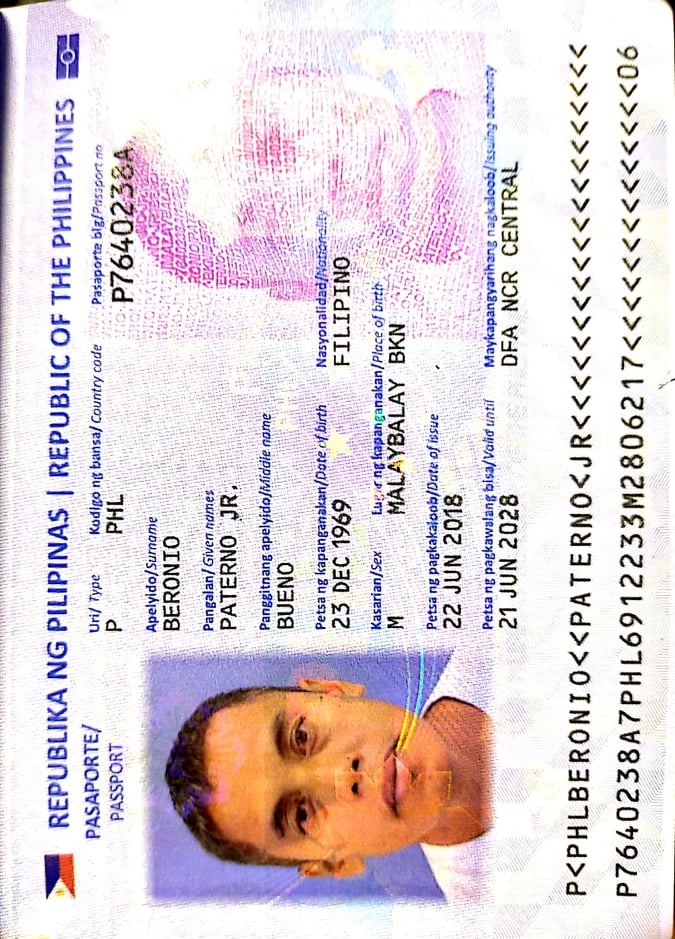 REPUBLIKA NG PILIPINAS | REPUBLIC OF THE PHILIPPINES
PASAPORTE/
PASSPORT
Uri/ Type Kodigo ng bansa/ Country code Pasaporte blg/Passport no
P PHL P7640238A
Apelyido/Surname
BERONIO
Pangalan/Given names
PATERNO JR.
Panggitnang apelyido/Middle name
BUENO
Petsa ng kapanganakan/Date of birth Nasyonalidad/Nationality
23 DEC 1969 FILIPINO
Kasarian/Sex Lugar ng kapanganakan/Place of birth
M MALAYBALAY BKN
Petsa ng pagkakaloob/Date of issue
22 JUN 2018
Petsa ng pagkawalang bisa/Valid until Maykapangyarihang nagkaloob/Issuing authority
21 JUN 2028 DFA NCR CENTRAL
P<PHLBERONIO<<PATERNO<JR<<<<<<<<<<<<<<<<<<<<
P7640238A7PHL6912233M2806217<<<<<<<<<<<<<<06